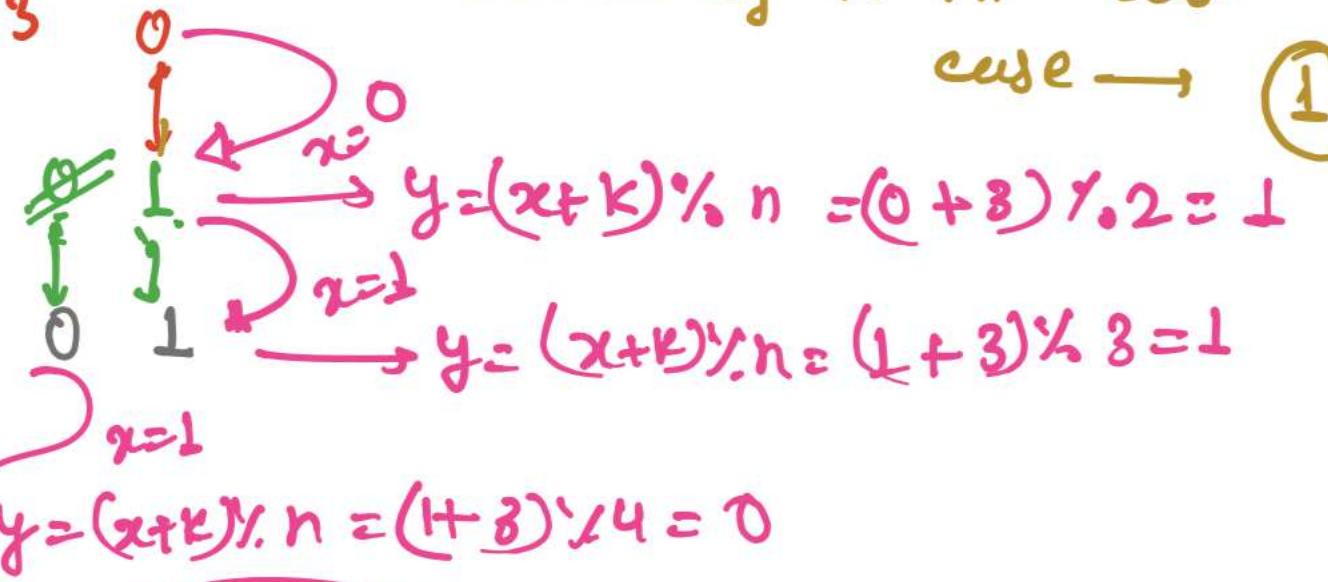 3 0
case → 1
x=0
0 1 → y=(x+k)%n =(0+3)%2=1
x=1
0 1 → y=(x+k)%n=(1+3)%3=1
x=1
y=(x+k)%n=(1+3)%4=0